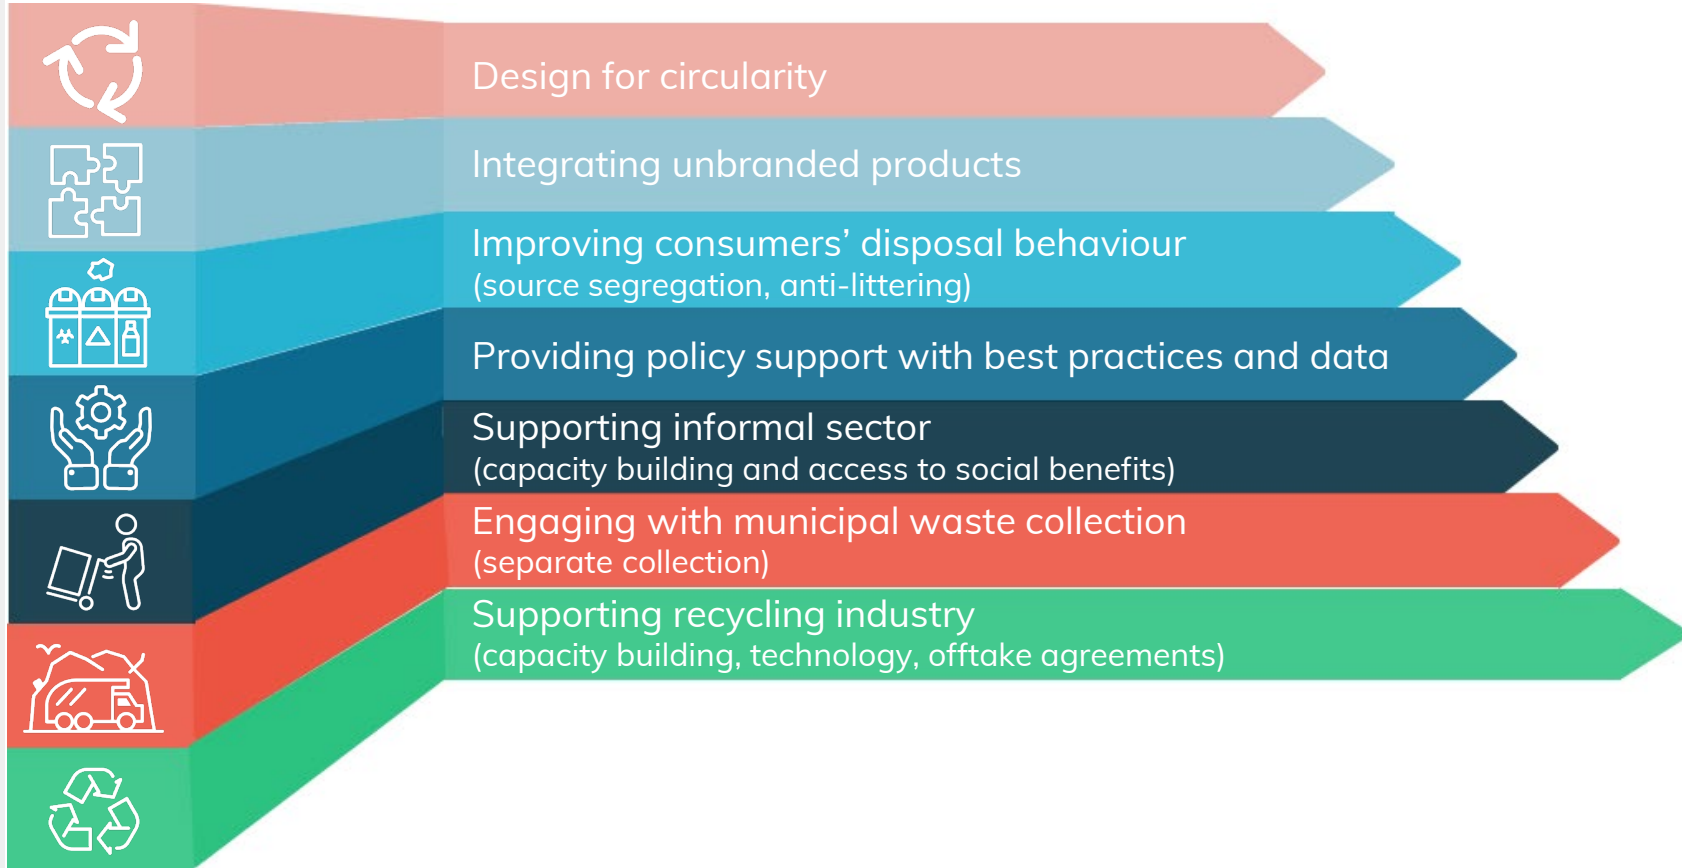 Design for circularity
Integrating unbranded products
Improving consumers’ disposal behaviour
(source segregation, anti-littering)
Providing policy support with best practices and data
Supporting informal sector
(capacity building and access to social benefits)
Engaging with municipal waste collection
(separate collection)
Supporting recycling industry
(capacity building, technology, offtake agreements)